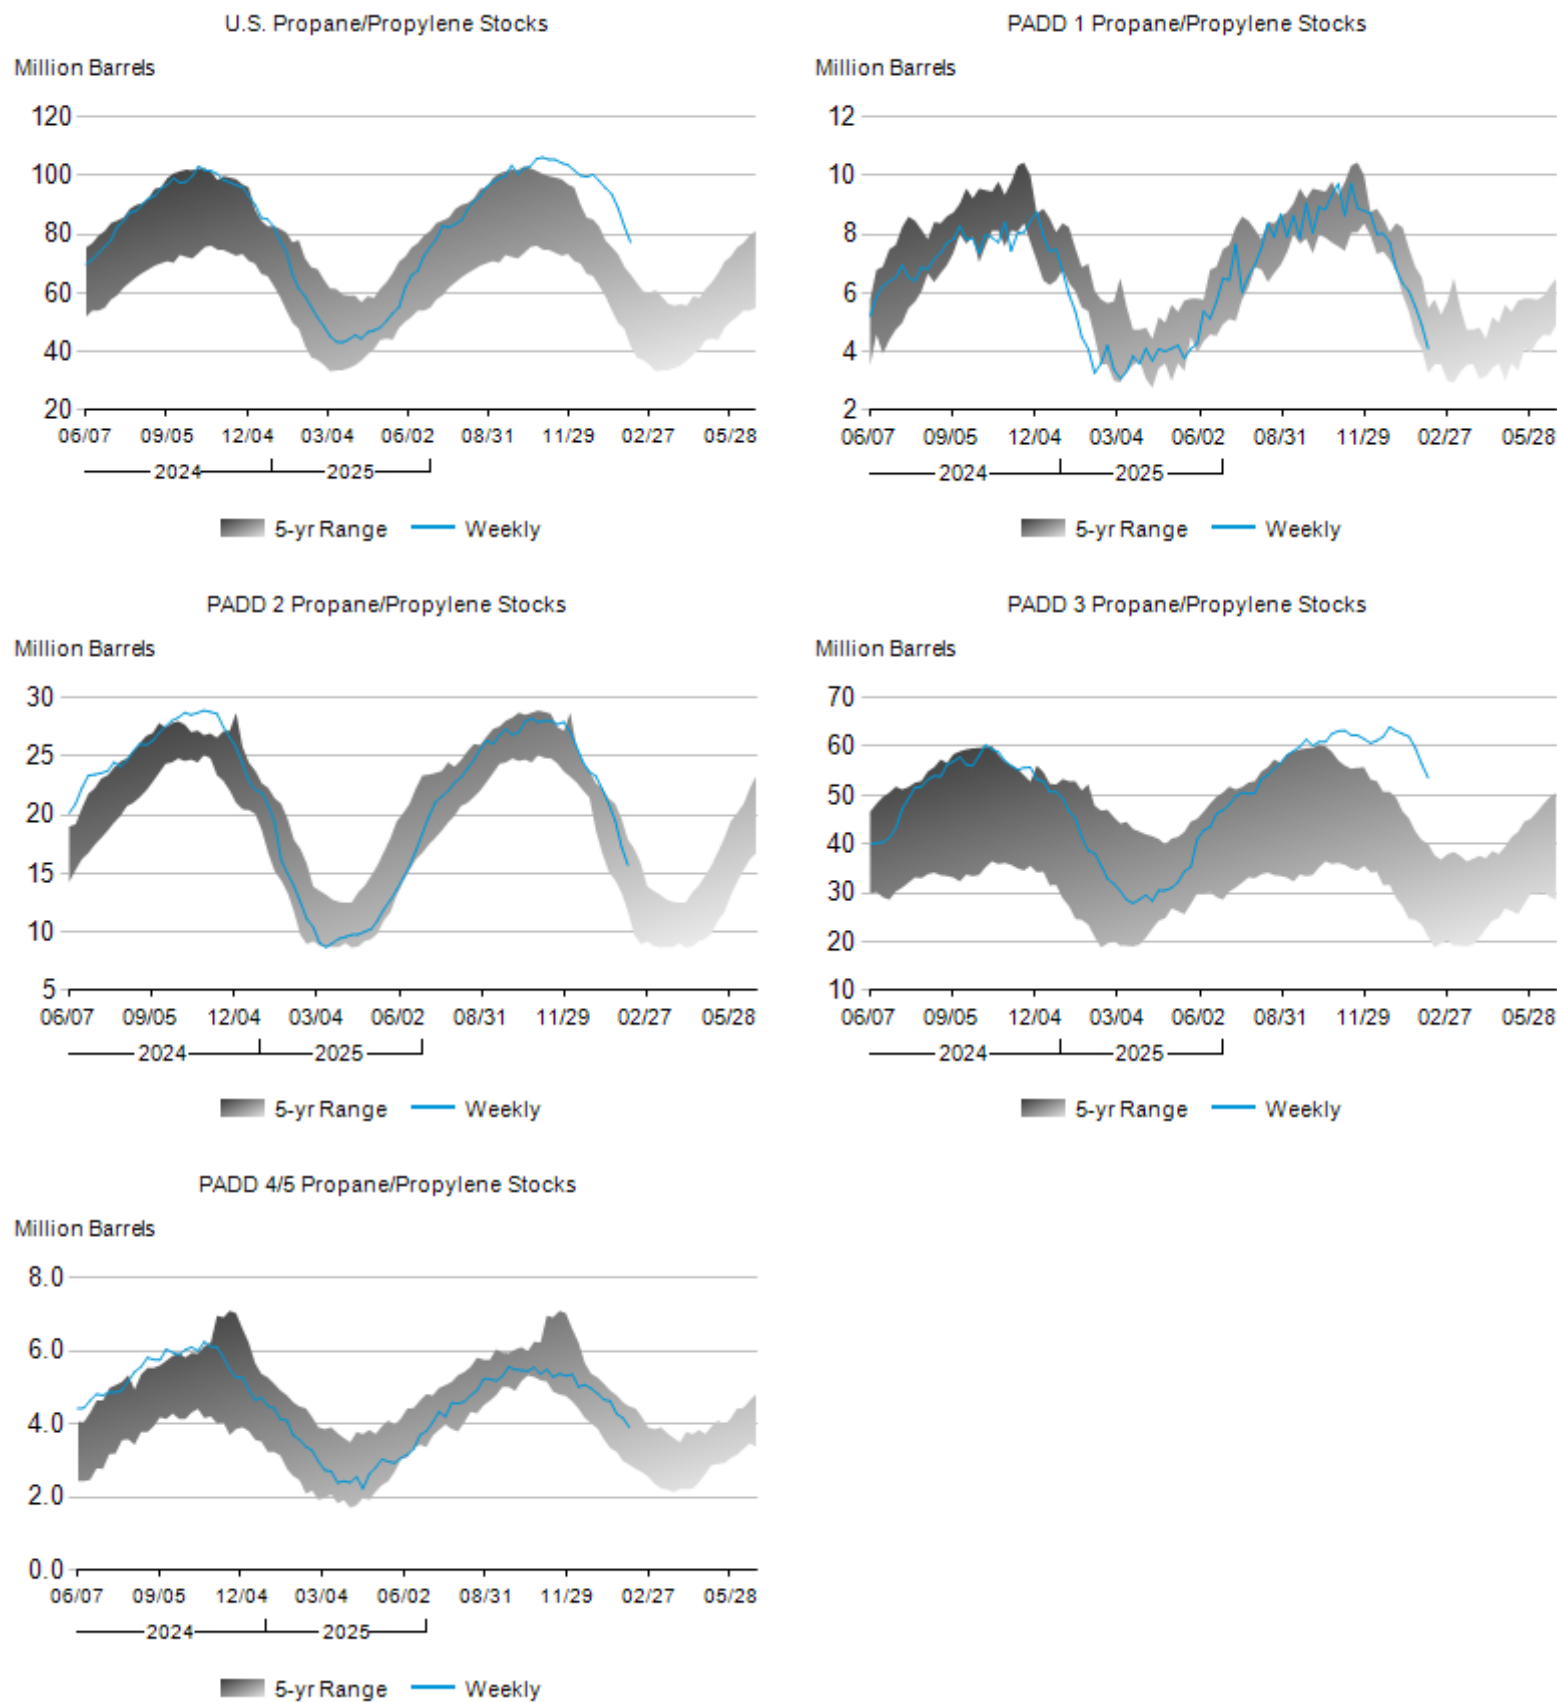 U.S. Propane/Propylene Stocks
Million Barrels
120
100
80
60
40
20
06/07 09/05 12/04 03/04 06/02 08/31 11/29 02/27 05/28
2024 2025
5-yr Range Weekly
PADD 1 Propane/Propylene Stocks
Million Barrels
12
10
8
6
4
2
06/07 09/05 12/04 03/04 06/02 08/31 11/29 02/27 05/28
2024 2025
5-yr Range Weekly
PADD 2 Propane/Propylene Stocks
Million Barrels
30
25
20
15
10
5
06/07 09/05 12/04 03/04 06/02 08/31 11/29 02/27 05/28
2024 2025
5-yr Range Weekly
PADD 3 Propane/Propylene Stocks
Million Barrels
70
60
50
40
30
20
10
06/07 09/05 12/04 03/04 06/02 08/31 11/29 02/27 05/28
2024 2025
5-yr Range Weekly
PADD 4/5 Propane/Propylene Stocks
Million Barrels
8.0
6.0
4.0
2.0
0.0
06/07 09/05 12/04 03/04 06/02 08/31 11/29 02/27 05/28
2024 2025
5-yr Range Weekly